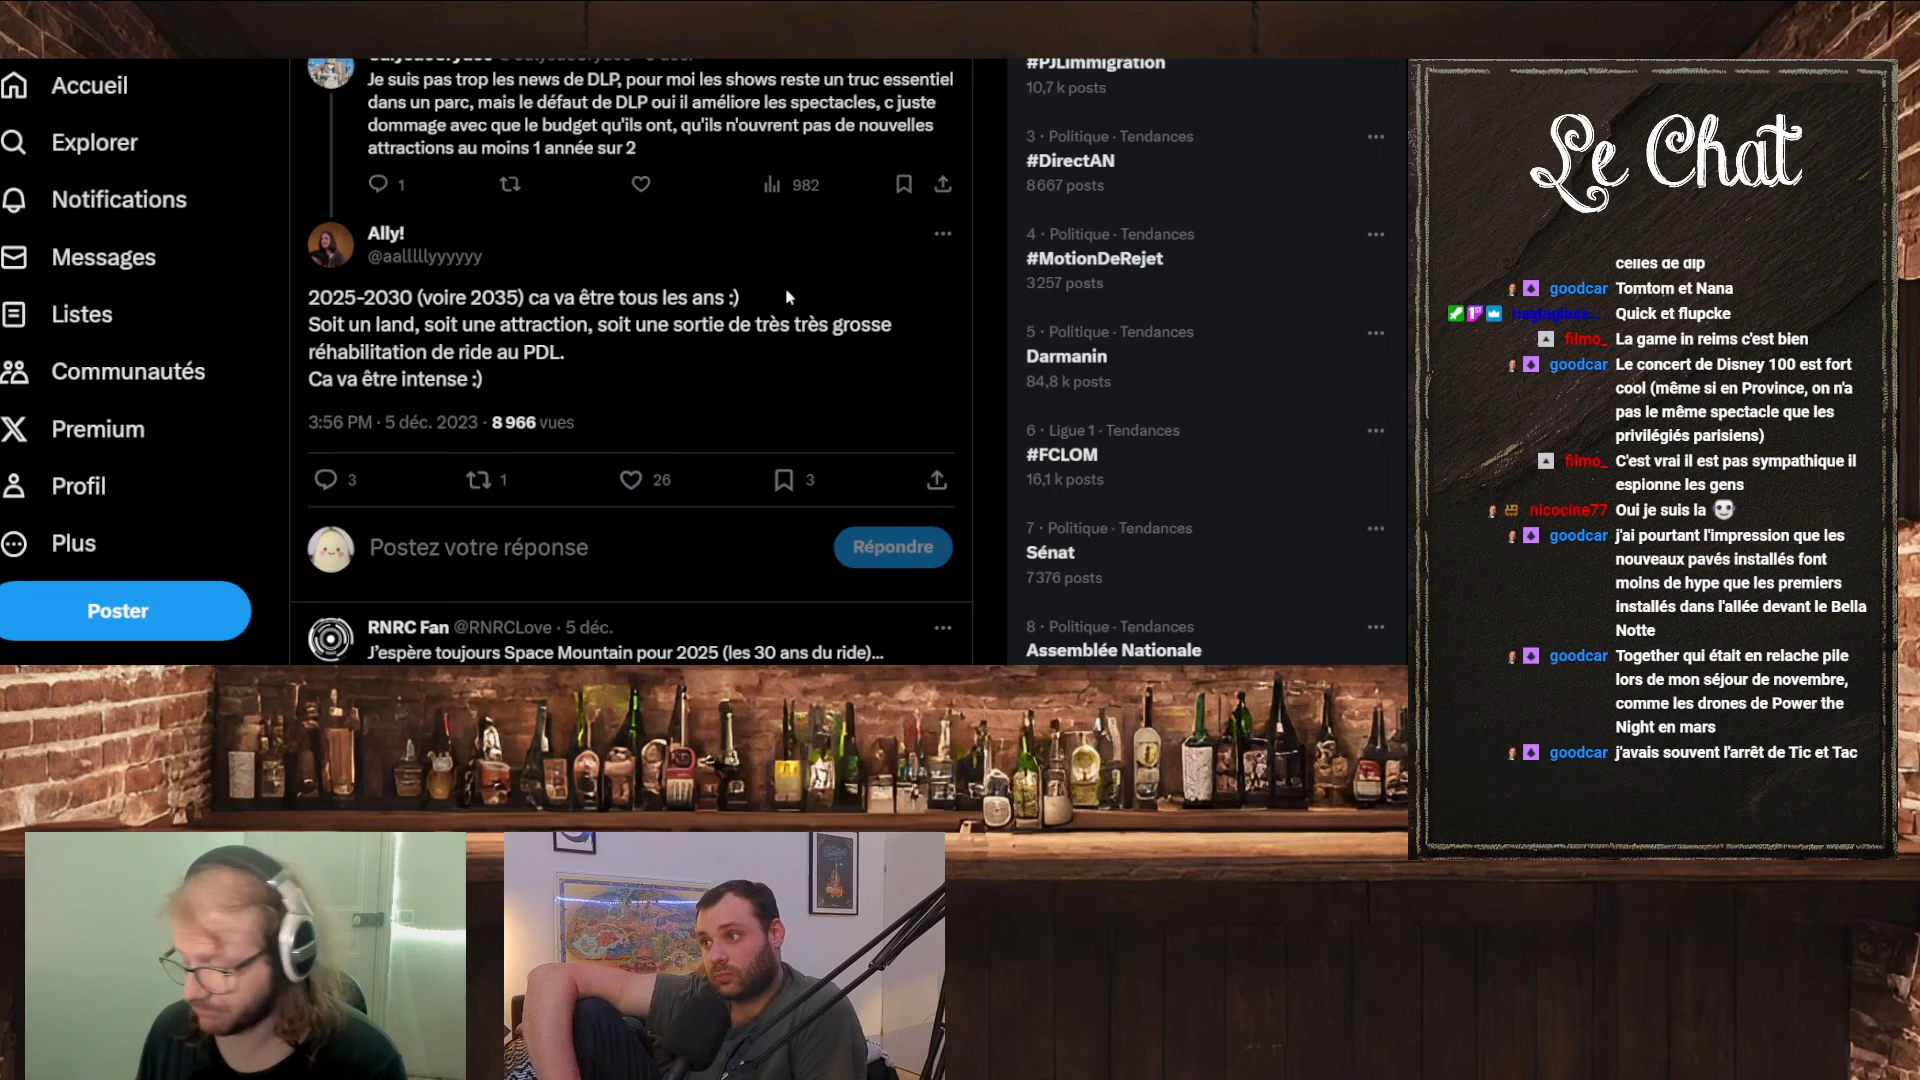 Accueil
Explorer
Notifications
Messages
Listes
Communautés
Premium
Profil
Plus
Poster
Je suis pas trop les news de DLP, pour moi les shows reste un truc essentiel
dans un parc, mais le défaut de DLP oui il améliore les spectacles, c juste
dommage avec que le budget qu'ils ont, qu'ils n'ouvrent pas de nouvelles
attractions au moins 1 année sur 2
1
982
Ally!
@aalllllyyyyyy
2025-2030 (voire 2035) ca va être tous les ans :)
Soit un land, soit une attraction, soit une sortie de très très grosse
réhabilitation de ride au PDL.
Ca va être intense :)
3:56 PM · 5 déc. 2023 · 8 966 vues
3 1 26 3
Postez votre réponse
Répondre
RNRC Fan @RNRCLove · 5 déc.
J'espère toujours Space Mountain pour 2025 (les 30 ans du ride)...
#PJLimmigration
10,7 k posts
3 · Politique · Tendances
#DirectAN
8 667 posts
4 · Politique · Tendances
#MotionDeRejet
3 257 posts
5 · Politique · Tendances
Darmanin
84,8 k posts
6 · Ligue 1 · Tendances
#FCLOM
16,1 k posts
7 · Politique · Tendances
Sénat
7 376 posts
8 · Politique · Tendances
Assemblée Nationale
Le Chat
celles de dlp
goodcar Tomtom et Nana
Quick et flupcke
filmo_ La game in reims c'est bien
goodcar Le concert de Disney 100 est fort
cool (même si en Province, on n'a
pas le même spectacle que les
privilégiés parisiens)
filmo_ C'est vrai il est pas sympathique il
espionne les gens
nicocine77 Oui je suis la
goodcar j'ai pourtant l'impression que les
nouveaux pavés installés font
moins de hype que les premiers
installés dans l'allée devant le Bella
Notte
goodcar Together qui était en relache pile
lors de mon séjour de novembre,
comme les drones de Power the
Night en mars
goodcar j'avais souvent l'arrêt de Tic et Tac